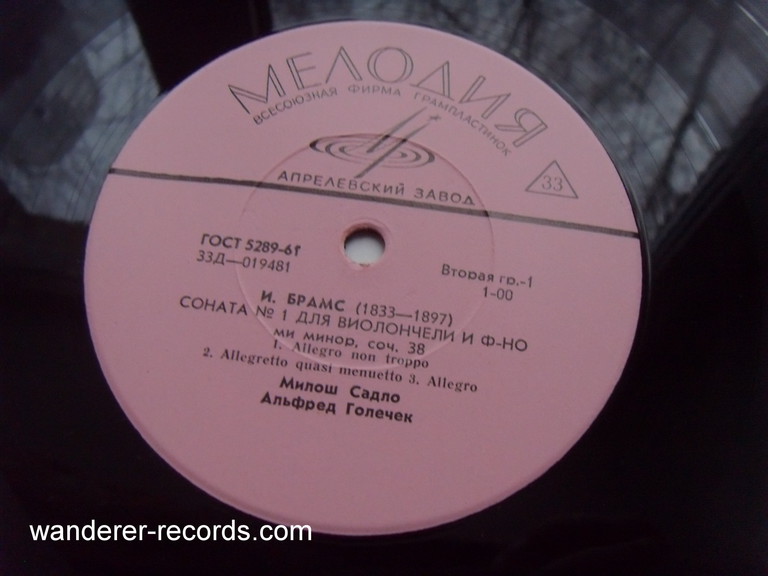 МЕЛОДИЯ
ВСЕСОЮЗНАЯ ФИРМА ГРАМПЛАСТИНОК
33
АПРЕЛЕВСКИЙ ЗАВОД
ГОСТ 5289-61
33Д—019481
Вторая гр.-1
1-00
И. БРАМС (1833—1897)
СОНАТА № 1 ДЛЯ ВИОЛОНЧЕЛИ И Ф-НО
ми минор, соч. 38
1. Allegro non troppo
2. Allegretto quasi menuetto 3. Allegro
Милош Садло
Альфред Голечек
wanderer-records.com